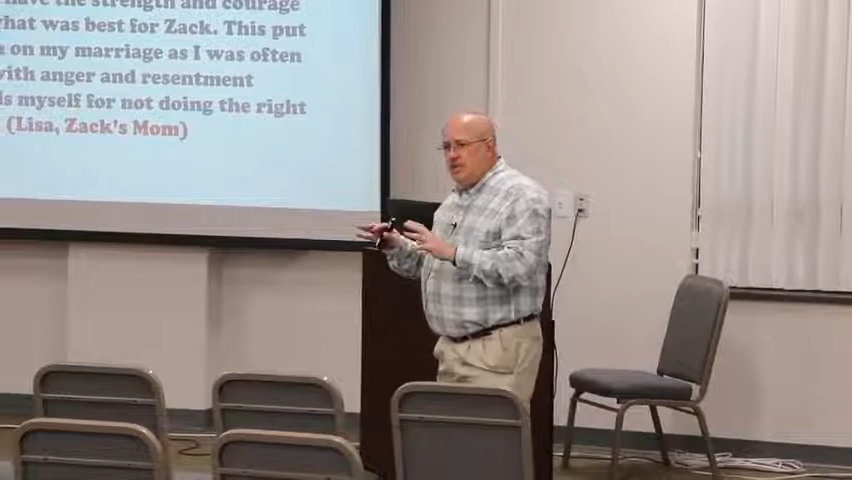 have the strength and courage
what was best for Zack. This put
on my marriage as I was often
with anger and resentment
myself for not doing the right
(Lisa, Zack's Mom)